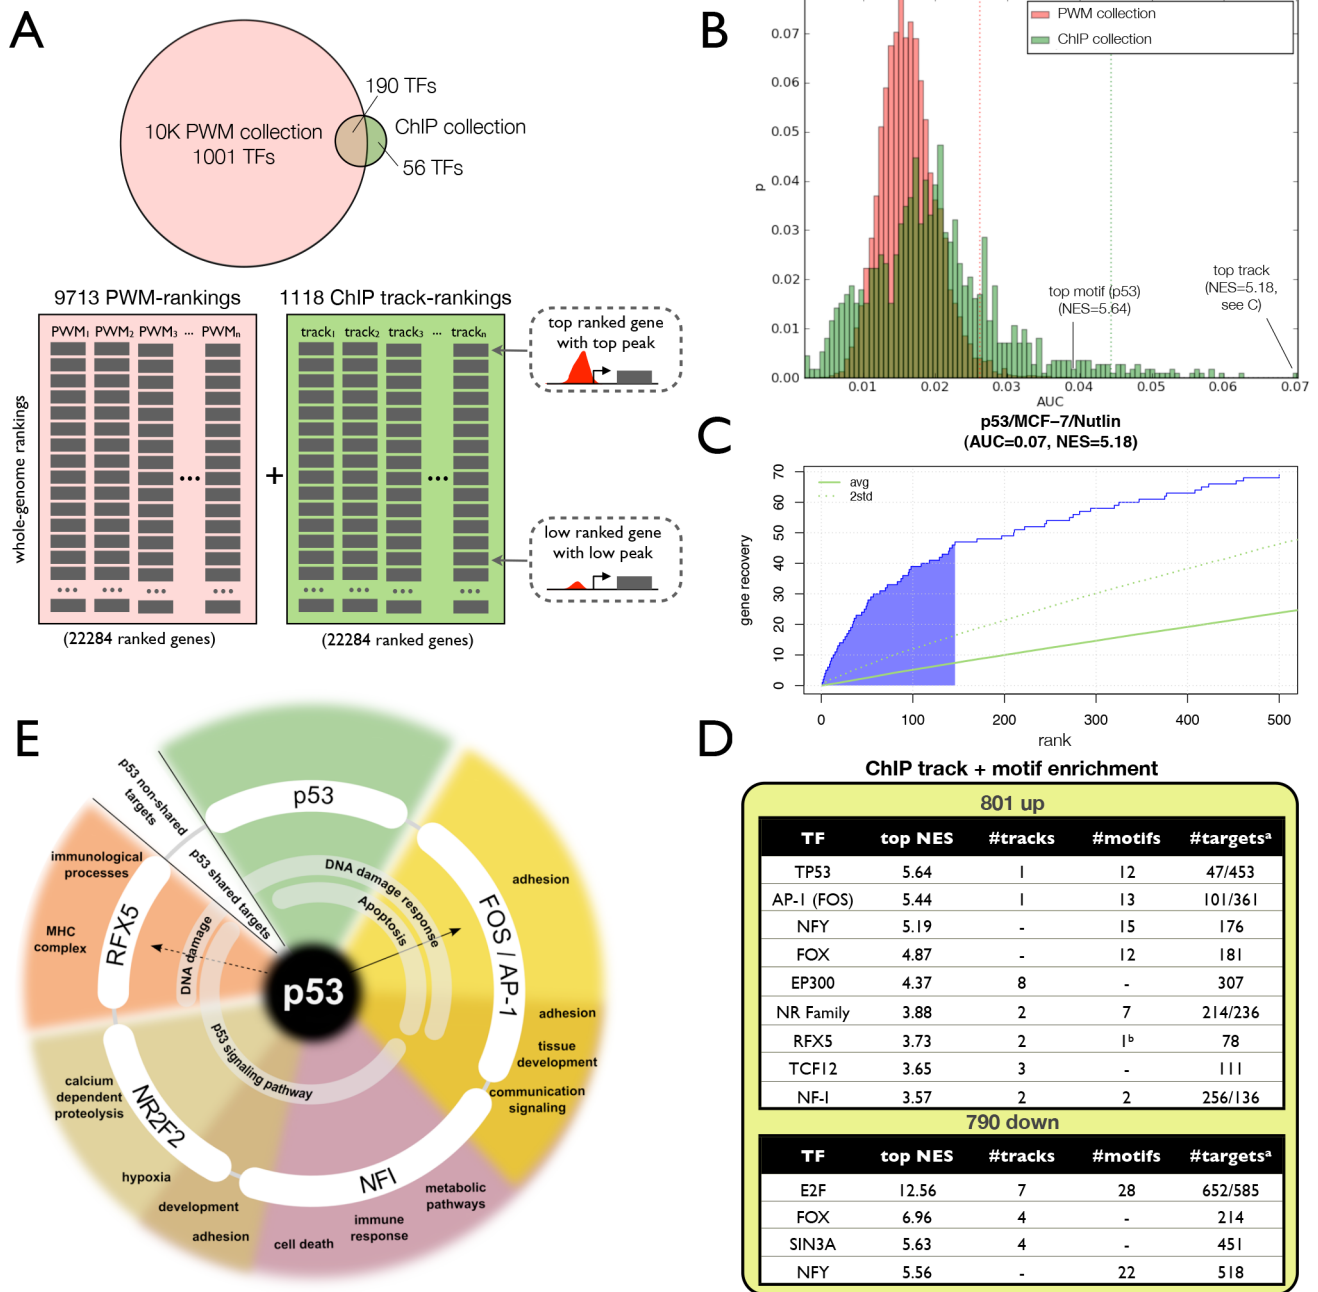 A
190 TFs
10K PWM collection
1001 TFs
ChIP collection
56 TFs
9713 PWM-rankings
1118 ChIP track-rankings
PWM1 PWM2 PWM3 ... PWMn
track1 track2 track3 ... trackn
whole-genome rankings
...
+
...
... ... ... ...
... ... ... ...
(22284 ranked genes)
(22284 ranked genes)
top ranked gene
with top peak
low ranked gene
with low peak
B
PWM collection
ChIP collection
0.07
0.06
0.05
0.04
0.03
0.02
0.01
0.00
p
top motif (p53)
(NES=5.64)
top track
(NES=5.18,
see C)
0.01 0.02 0.03 0.04 0.05 0.06 0.07
AUC
C
p53/MCF-7/Nutlin
(AUC=0.07, NES=5.18)
avg
2std
70
60
50
40
30
20
10
0
gene recovery
0 100 200 300 400 500
rank
D
ChIP track + motif enrichment
801 up
TF top NES #tracks #motifs #targetsa
TP53 5.64 1 12 47/453
AP-1 (FOS) 5.44 1 13 101/361
NFY 5.19 - 15 176
FOX 4.87 - 12 181
EP300 4.37 8 - 307
NR Family 3.88 2 7 214/236
RFX5 3.73 2 1b 78
TCF12 3.65 3 - 111
NF-I 3.57 2 2 256/136
790 down
TF top NES #tracks #motifs #targetsa
E2F 12.56 7 28 652/585
FOX 6.96 4 - 214
SIN3A 5.63 4 - 451
NFY 5.56 - 22 518
E
p53 non-shared
targets
p53 shared targets
p53
DNA damage response
Apoptosis
adhesion
FOS / AP-1
adhesion
tissue
development
communication
signaling
immunological
processes
MHC
complex
RFX5
DNA damage
p53
p53 signaling pathway
calcium
dependent
proteolysis
NR2F2
hypoxia
development
adhesion
NFI
cell death
immune
response
metabolic
pathways